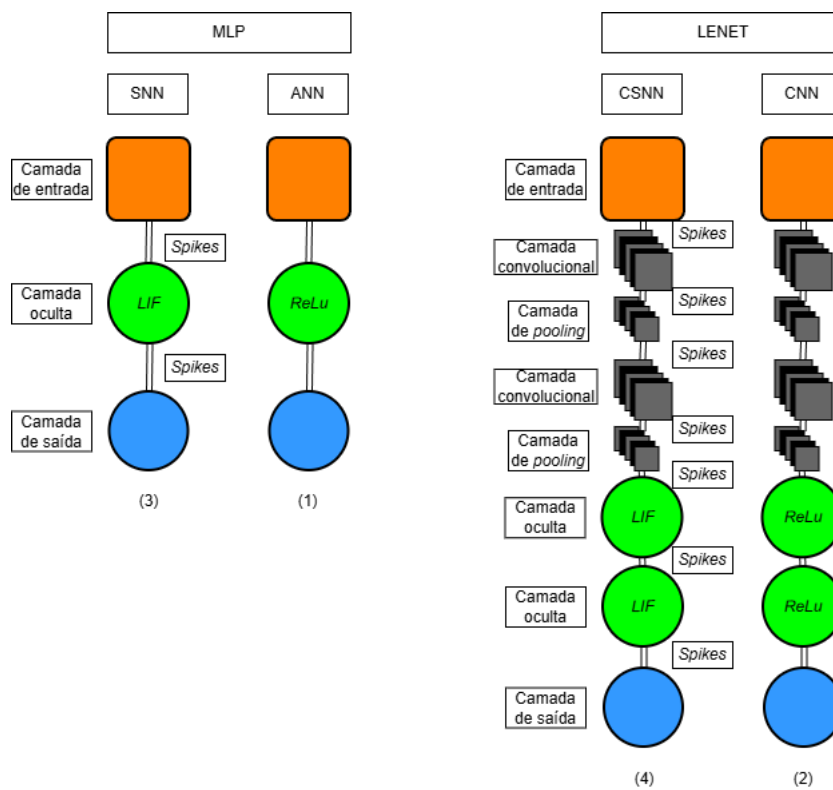 MLP
SNN
ANN
Camada
de entrada
Spikes
Camada
oculta
LIF
ReLu
Spikes
Camada
de saída
(3)
(1)
LENET
CSNN
CNN
Camada
de entrada
Spikes
Camada
convolucional
Spikes
Camada
de pooling
Spikes
Camada
convolucional
Spikes
Camada
de pooling
Spikes
Camada
oculta
LIF
ReLu
Spikes
Camada
oculta
LIF
ReLu
Spikes
Camada
de saída
(4)
(2)